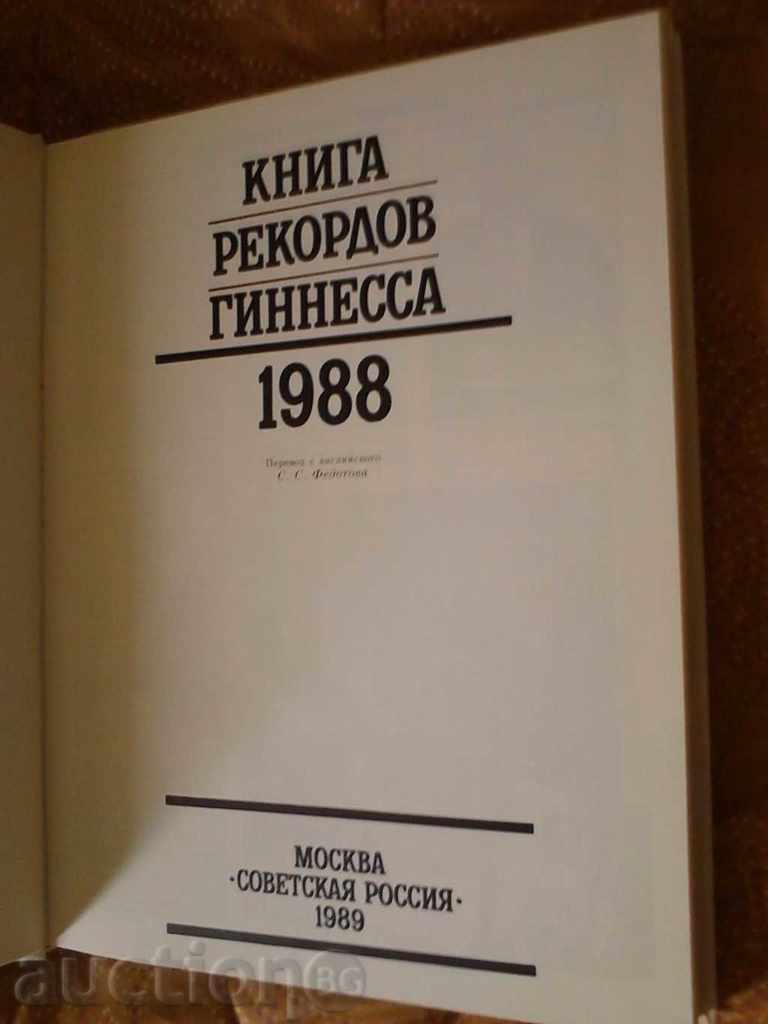 КНИГА
РЕКОРДОВ
ГИННЕССА
1988
Перевод с английского
С. С. Федотова
МОСКВА
·СОВЕТСКАЯ РОССИЯ·
1989
auction BG